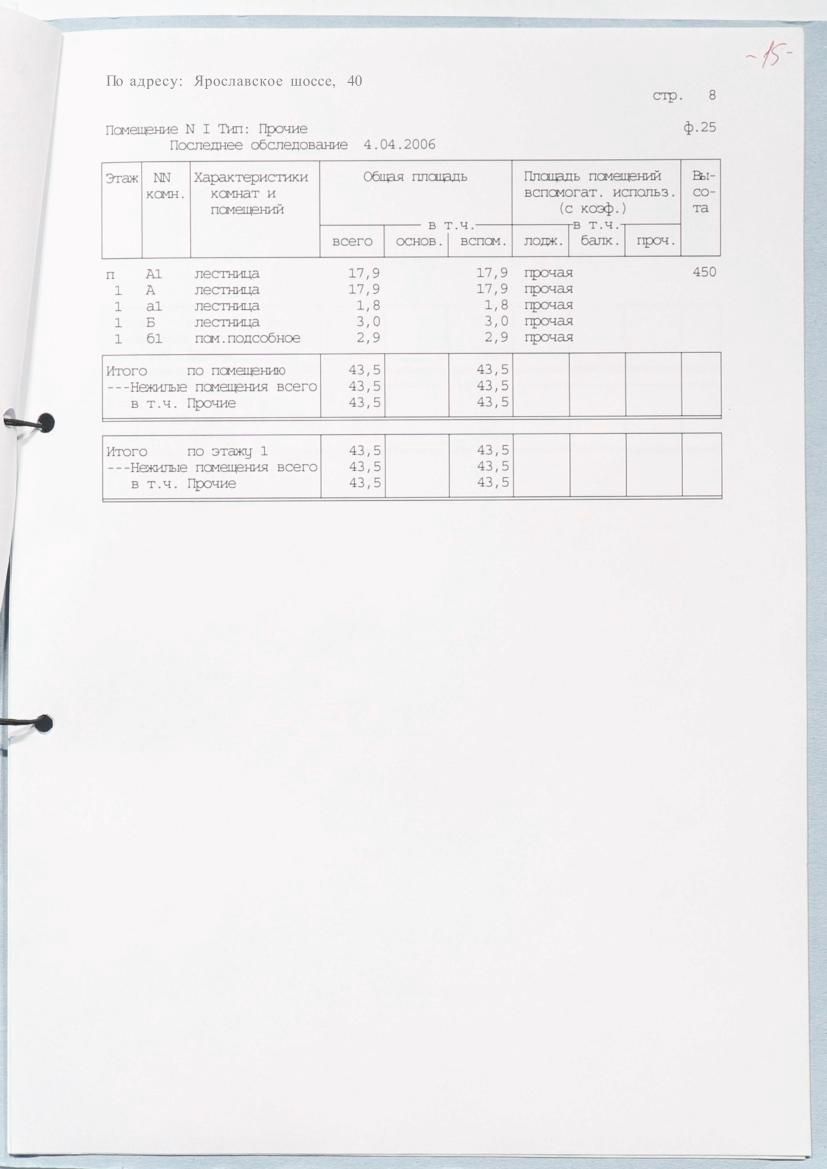 -15-
По адресу: Ярославское шоссе, 40
стр. 8
Помещение N I Тип: Прочие ф.25
Последнее обследование 4.04.2006
Этаж NN Характеристики Общая площадь Площадь помещений Вы-
комн. комнат и вспомогат. использ. со-
помещений (с коэф.) та
в т.ч. в т.ч.
всего основ. вспом. лодж. балк. проч.
п А1 лестница 17,9 17,9 прочая 450
1 А лестница 17,9 17,9 прочая
1 а1 лестница 1,8 1,8 прочая
1 Б лестница 3,0 3,0 прочая
1 б1 пом.подсобное 2,9 2,9 прочая
Итого по помещению 43,5 43,5
---Нежилые помещения всего 43,5 43,5
в т.ч. Прочие 43,5 43,5
Итого по этажу 1 43,5 43,5
---Нежилые помещения всего 43,5 43,5
в т.ч. Прочие 43,5 43,5